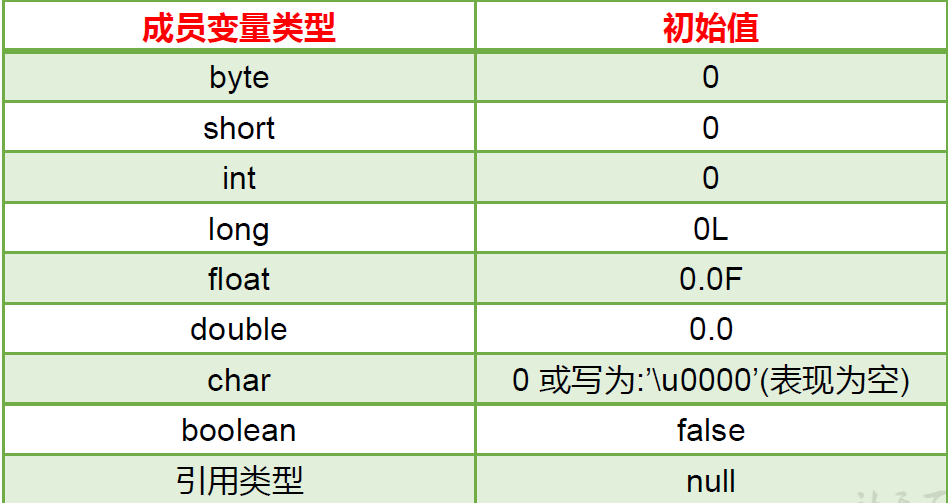 成员变量类型 初始值
byte 0
short 0
int 0
long 0L
float 0.0F
double 0.0
char 0 或写为:’\u0000’(表现为空)
boolean false
引用类型 null